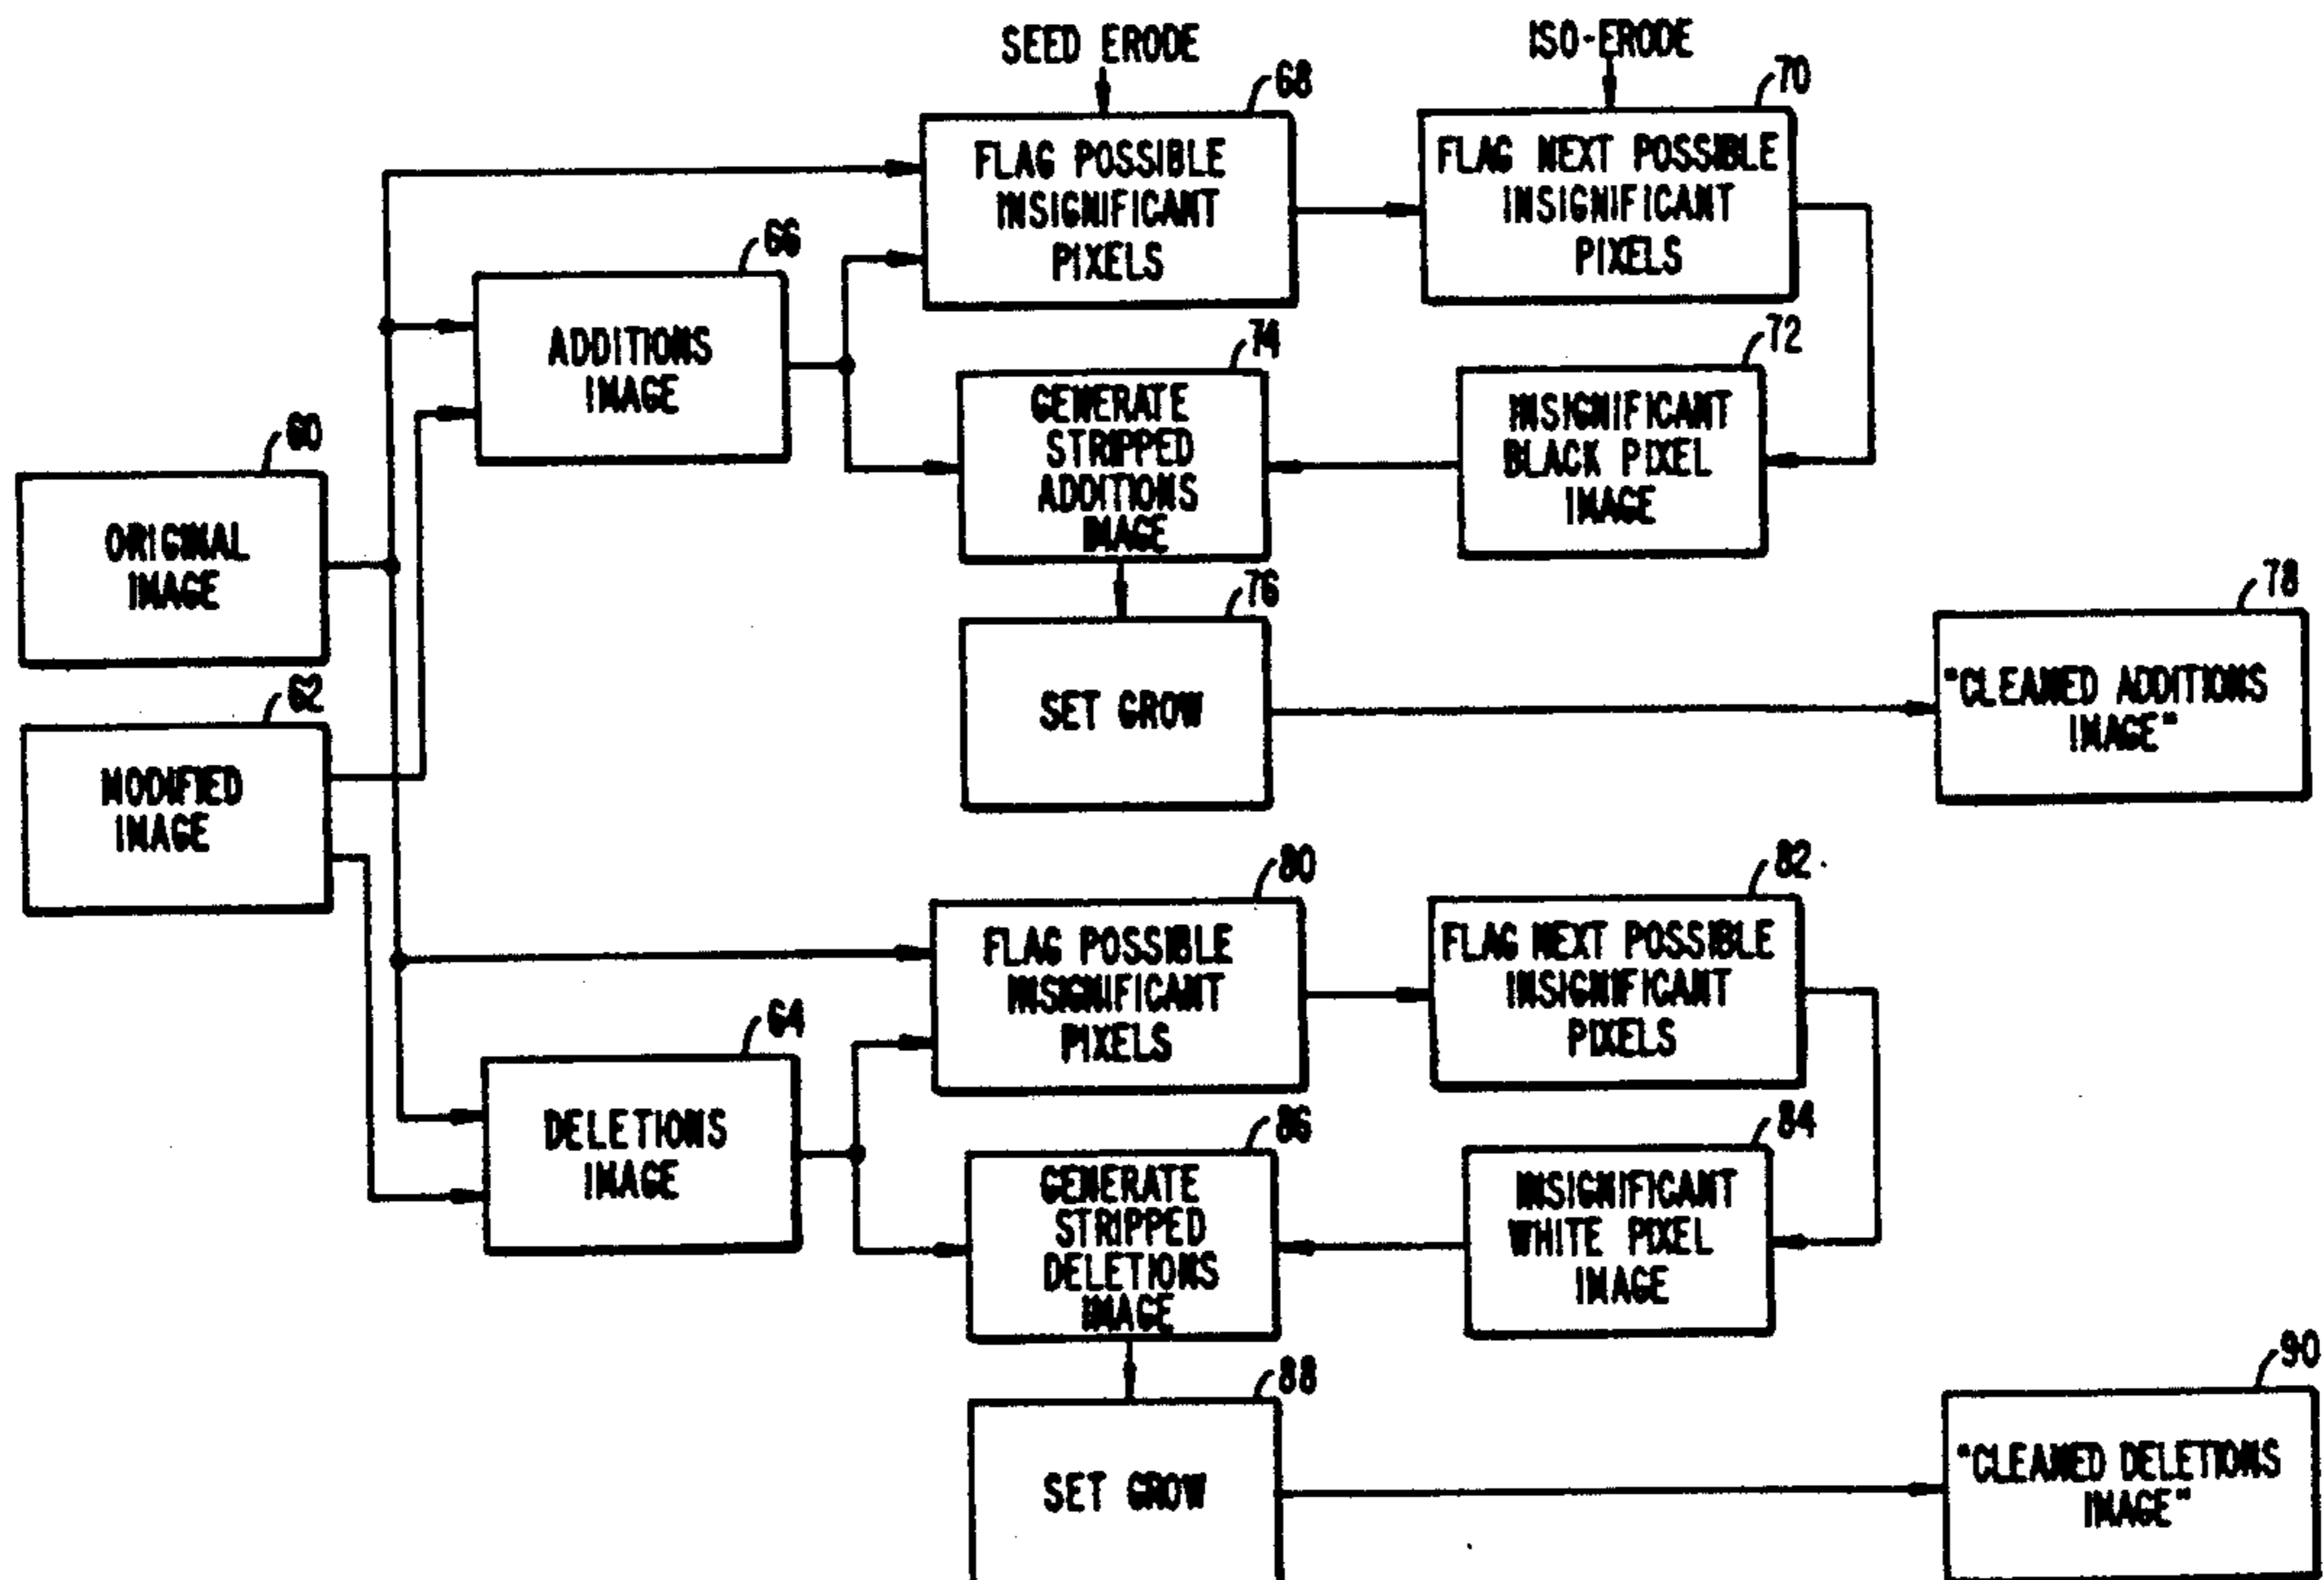 SEED ERODE
ISO-ERODE
68
70
FLAG POSSIBLE
INSIGNIFICANT
PIXELS
FLAG NEXT POSSIBLE
INSIGNIFICANT
PIXELS
66
ADDITIONS
IMAGE
74
GENERATE
STRIPPED
ADDITIONS
IMAGE
72
INSIGNIFICANT
BLACK PIXEL
IMAGE
60
ORIGINAL
IMAGE
76
SET GROW
78
"CLEANED ADDITIONS
IMAGE"
62
MODIFIED
IMAGE
80
FLAG POSSIBLE
INSIGNIFICANT
PIXELS
82
FLAG NEXT POSSIBLE
INSIGNIFICANT
PIXELS
64
DELETIONS
IMAGE
86
GENERATE
STRIPPED
DELETIONS
IMAGE
84
INSIGNIFICANT
WHITE PIXEL
IMAGE
88
SET GROW
90
"CLEANED DELETIONS
IMAGE"